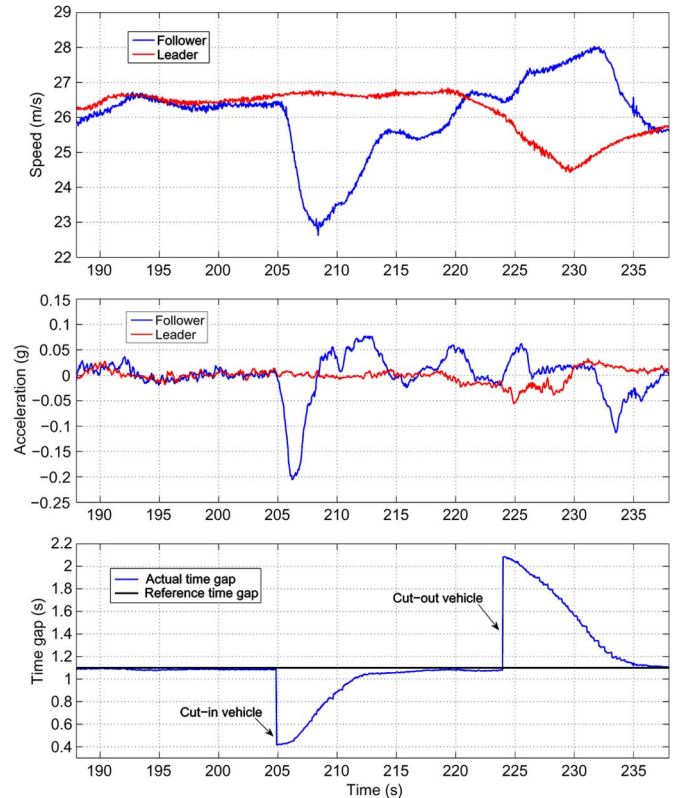 29
28
27
26
25
24
23
22
Speed (m/s)
Follower
Leader
190 195 200 205 210 215 220 225 230 235
0.15
0.1
0.05
0
−0.05
−0.1
−0.15
−0.2
−0.25
Acceleration (g)
Follower
Leader
190 195 200 205 210 215 220 225 230 235
2.2
2
1.8
1.6
1.4
1.2
1
0.8
0.6
0.4
Time gap (s)
Actual time gap
Reference time gap
Cut−out vehicle
Cut−in vehicle
190 195 200 205 210 215 220 225 230 235
Time (s)